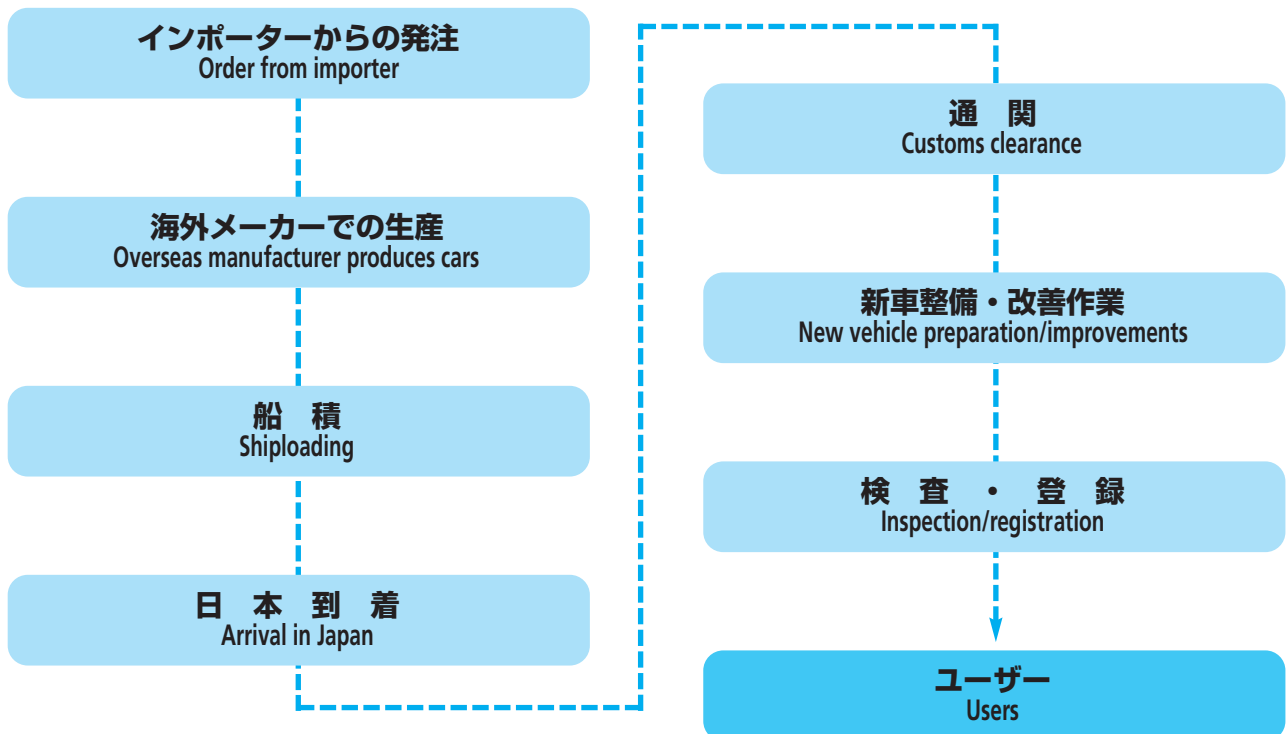 インポーターからの発注
Order from importer
海外メーカーでの生産
Overseas manufacturer produces cars
船　積
Shiploading
日　本　到　着
Arrival in Japan
通　関
Customs clearance
新車整備・改善作業
New vehicle preparation/improvements
検　査　・　登　録
Inspection/registration
ユーザー
Users